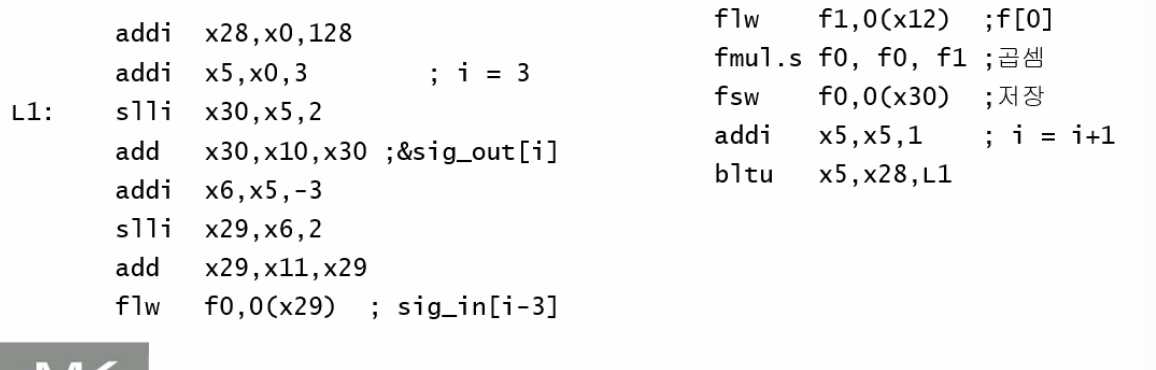 addi x28,x0,128
addi x5,x0,3 ; i = 3
L1: slli x30,x5,2
add x30,x10,x30 ;&sig_out[i]
addi x6,x5,-3
slli x29,x6,2
add x29,x11,x29
flw f0,0(x29) ; sig_in[i-3]
flw f1,0(x12) ;f[0]
fmul.s f0, f0, f1 ;곱셈
fsw f0,0(x30) ;저장
addi x5,x5,1 ; i = i+1
bltu x5,x28,L1